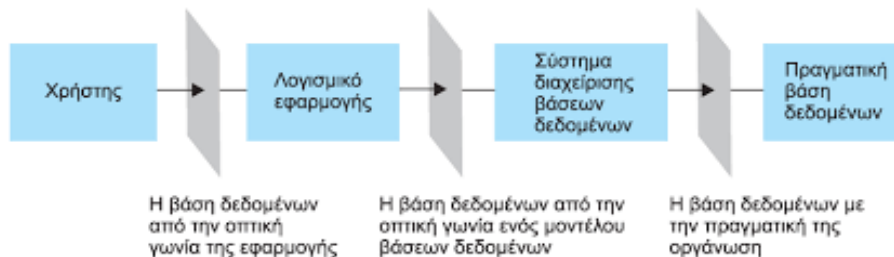 Χρήστης
Λογισμικό
εφαρμογής
Σύστημα
διαχείρισης
βάσεων
δεδομένων
Πραγματική
βάση
δεδομένων
Η βάση δεδομένων
από την οπτική
γωνία της εφαρμογής
Η βάση δεδομένων από την
οπτική γωνία ενός μοντέλου
βάσεων δεδομένων
Η βάση δεδομένων με
την πραγματική της
οργάνωση